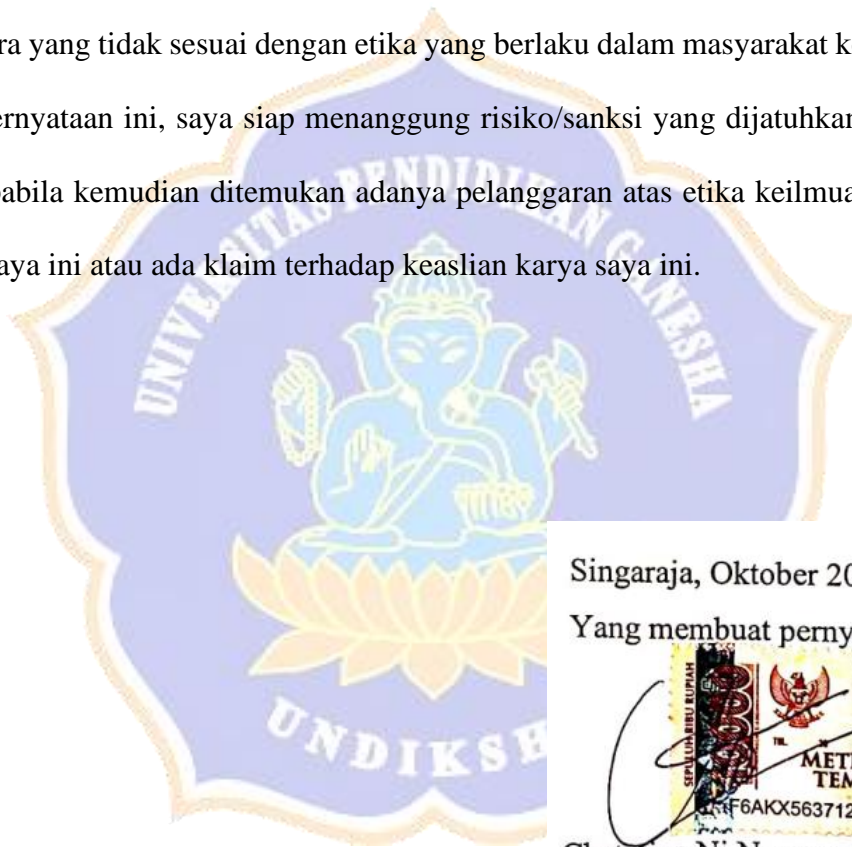 ra yang tidak sesuai dengan etika yang berlaku dalam masyarakat k
ernyataan ini, saya siap menanggung risiko/sanksi yang dijatuhkan
abila kemudian ditemukan adanya pelanggaran atas etika keilmua
aya ini atau ada klaim terhadap keaslian karya saya ini.
UNIVERSITAS PENDIDIKAN GANESHA
UNDIKSH
Singaraja, Oktober 20
Yang membuat perny
SEPULUH RIBU RUPIAH
10000
TEM
F6AKX563712